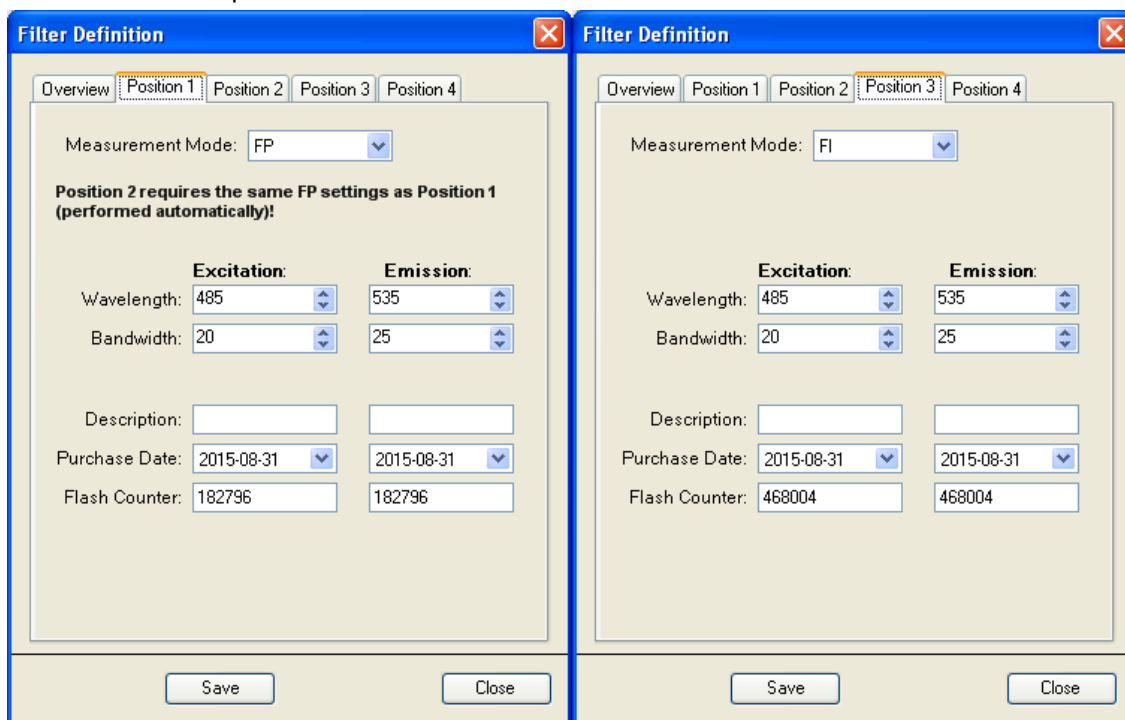 Filter Definition
Overview Position 1 Position 2 Position 3 Position 4
Measurement Mode: FP
Position 2 requires the same FP settings as Position 1
(performed automatically)!
Excitation: Emission:
Wavelength: 485 535
Bandwidth: 20 25
Description:
Purchase Date: 2015-08-31 2015-08-31
Flash Counter: 182796 182796
Save Close
Filter Definition
Overview Position 1 Position 2 Position 3 Position 4
Measurement Mode: FI
Excitation: Emission:
Wavelength: 485 535
Bandwidth: 20 25
Description:
Purchase Date: 2015-08-31 2015-08-31
Flash Counter: 468004 468004
Save Close